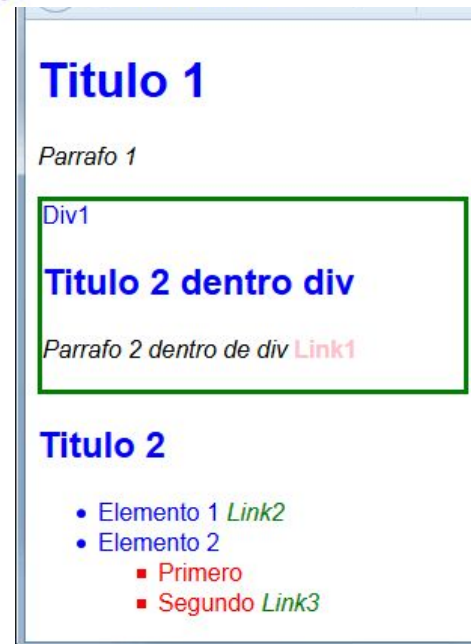 Titulo 1
Parrafo 1
Div1
Titulo 2 dentro div
Parrafo 2 dentro de div Link1
Titulo 2
Elemento 1 Link2
Elemento 2
Primero
Segundo Link3